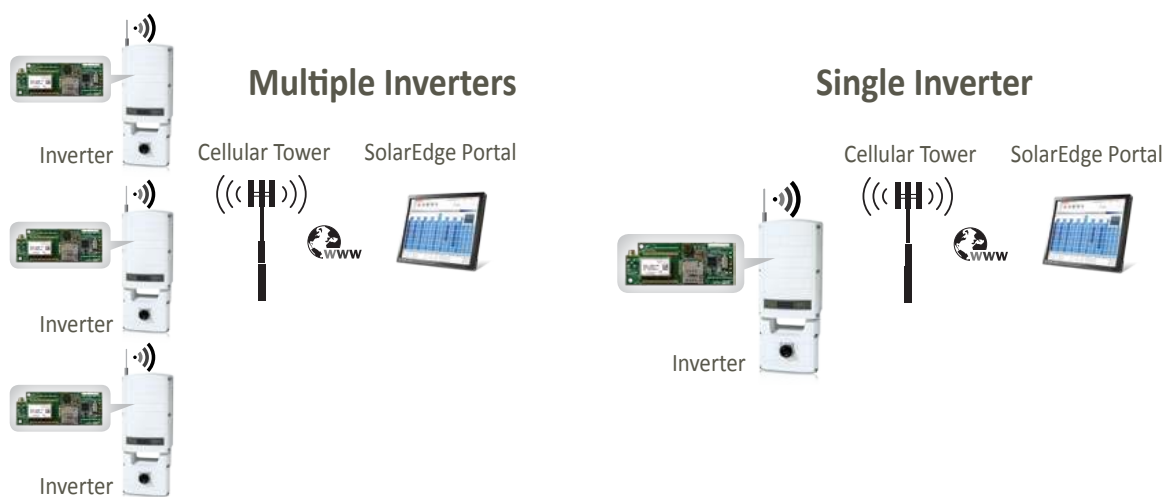 Multiple Inverters
Inverter
Cellular Tower
SolarEdge Portal
www
Inverter
Inverter
Single Inverter
Cellular Tower
SolarEdge Portal
www
Inverter